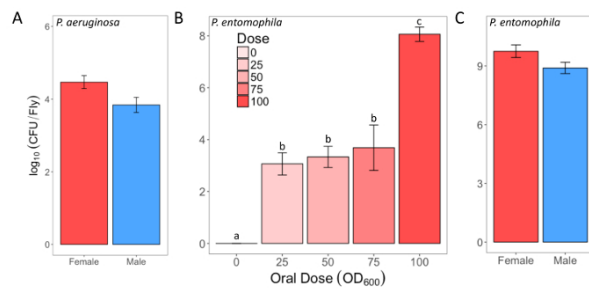 A
P. aeruginosa
log10 (CFU/Fly)
6
4
2
0
Female
Male
B
P. entomophila
Dose
0
25
50
75
100
8
6
4
2
0
a
b
b
b
c
0
25
50
75
100
Oral Dose (OD600)
C
P. entomophila
9
6
3
0
Female
Male